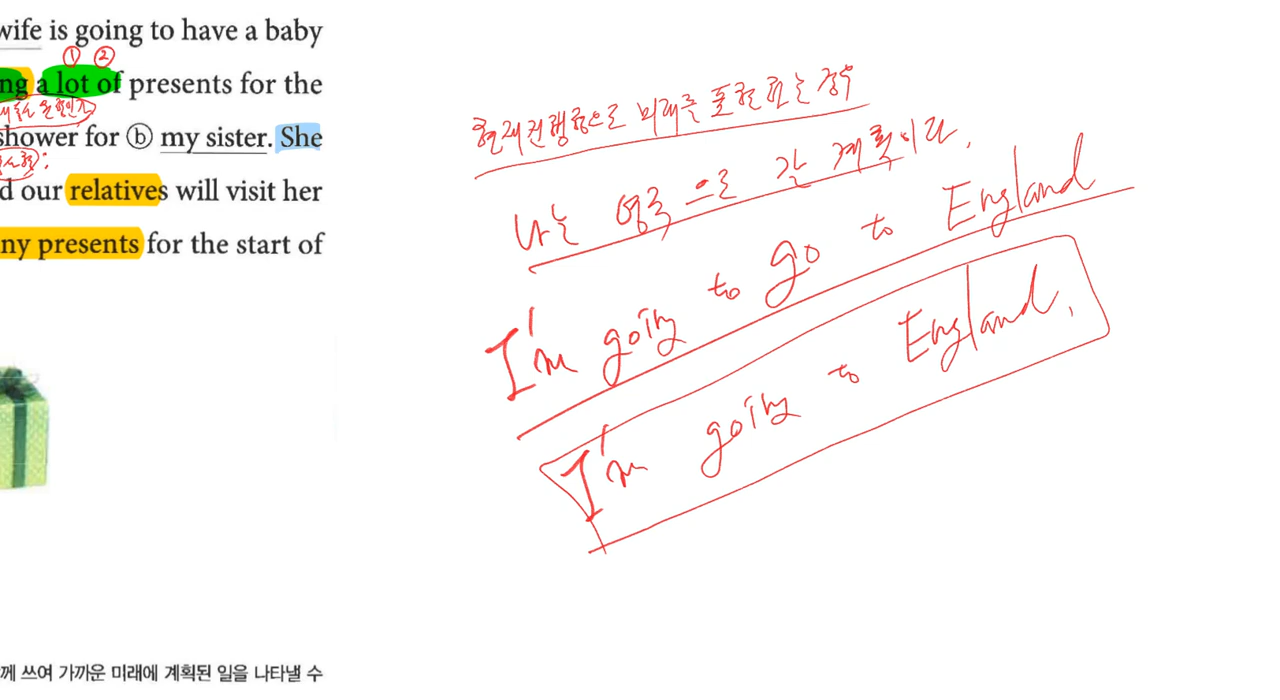 wife is going to have a baby
① ②
ng a lot of presents for the
shower for ⓑ my sister. She
d our relatives will visit her
ny presents for the start of
현재진행형으로 미래를 표현하는 경우
나는 영국으로 갈 계획이다.
I'm going to go to England
I'm going to England.
께 쓰여 가까운 미래에 계획된 일을 나타낼 수